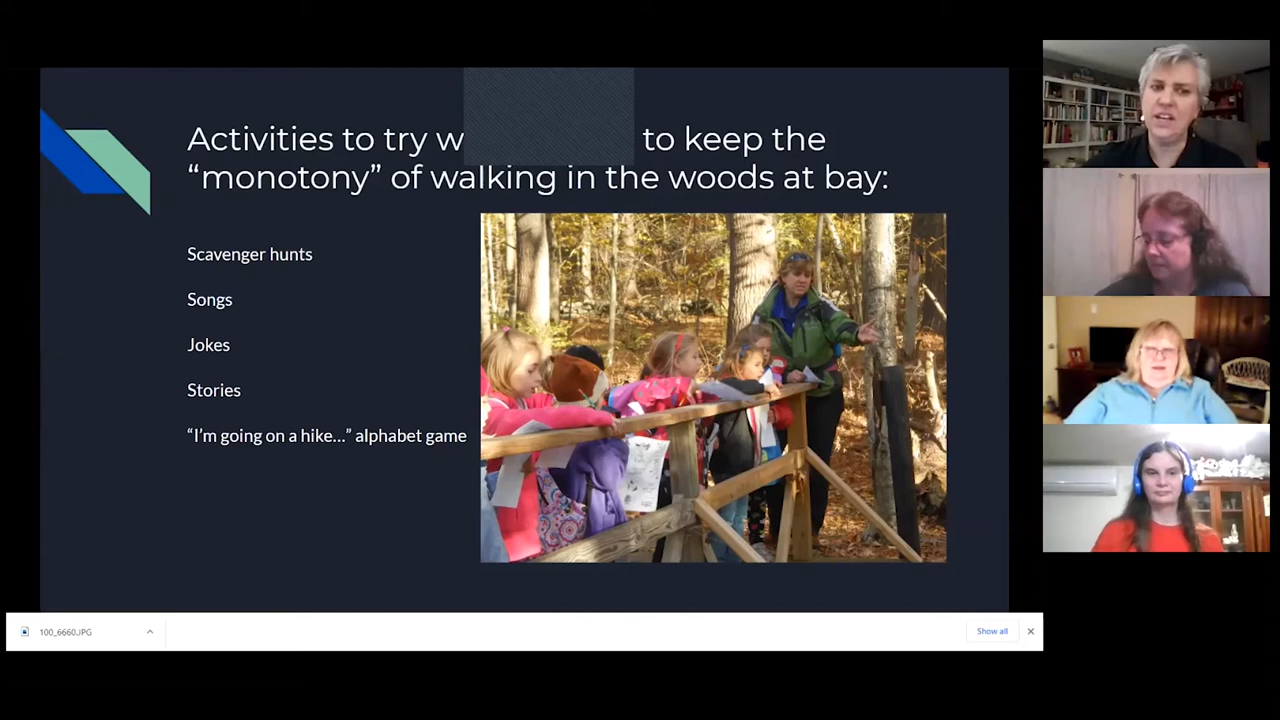 Activities to try w to keep the
“monotony” of walking in the woods at bay:
Scavenger hunts
Songs
Jokes
Stories
“I’m going on a hike...” alphabet game
100_6660.JPG
Show all